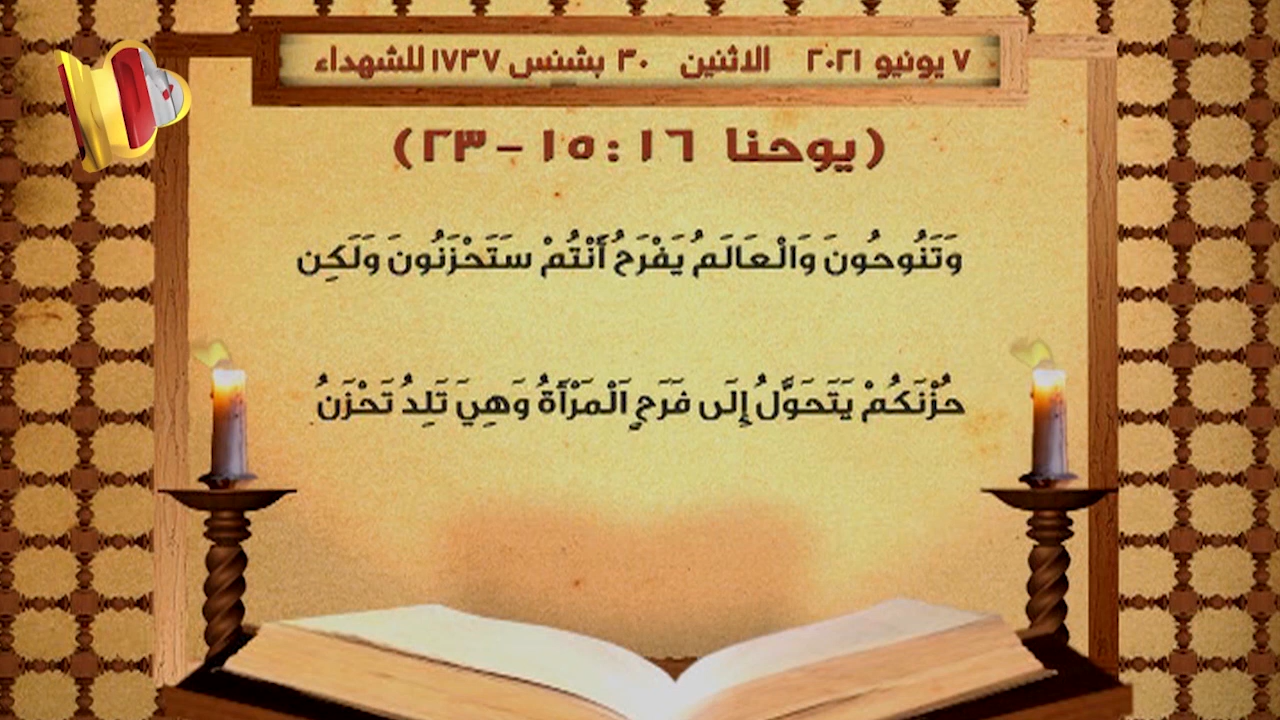 ٧ يونيو ٢٠٢١ الاثنين ٣٠ بشنس ١٧٣٧ للشهداء
(يوحنا ١٦ : ١٥ - ٢٣)
وَتَنُوحُونَ وَالْعَالَمُ يَفْرَحُ أَنْتُمْ سَتَحْزَنُونَ وَلَكِن
حُزْنَكُمْ يَتَحَوَّلُ إِلَى فَرَحٍ اَلْمَرْأَةُ وَهِيَ تَلِدُ تَحْزَنُ